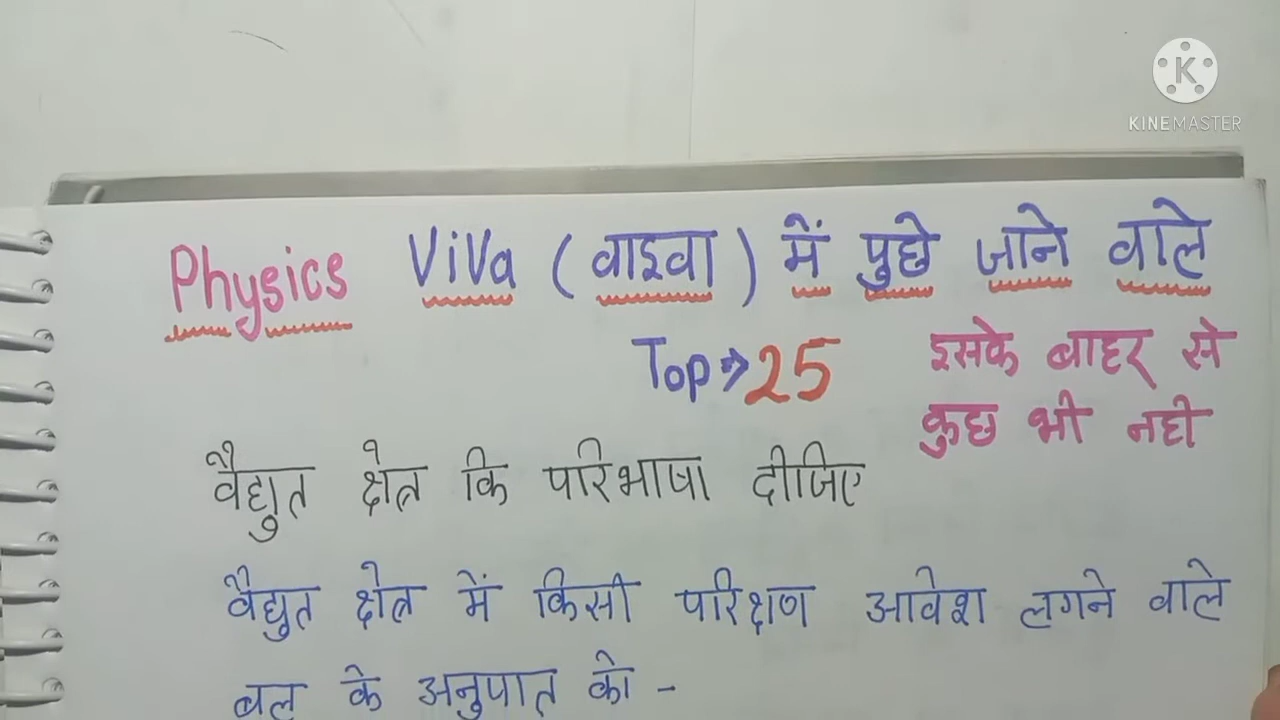 KINEMASTER
Physics ViVa (वाइवा) में पुछे जाने वाले
Top → 25
इसके बाहर से
कुछ भी नही
वैद्युत क्षेत्र कि परिभाषा दीजिए
वैद्युत क्षेत्र में किसी परिक्षण आवेश लगने वाले
बल के अनुपात को -